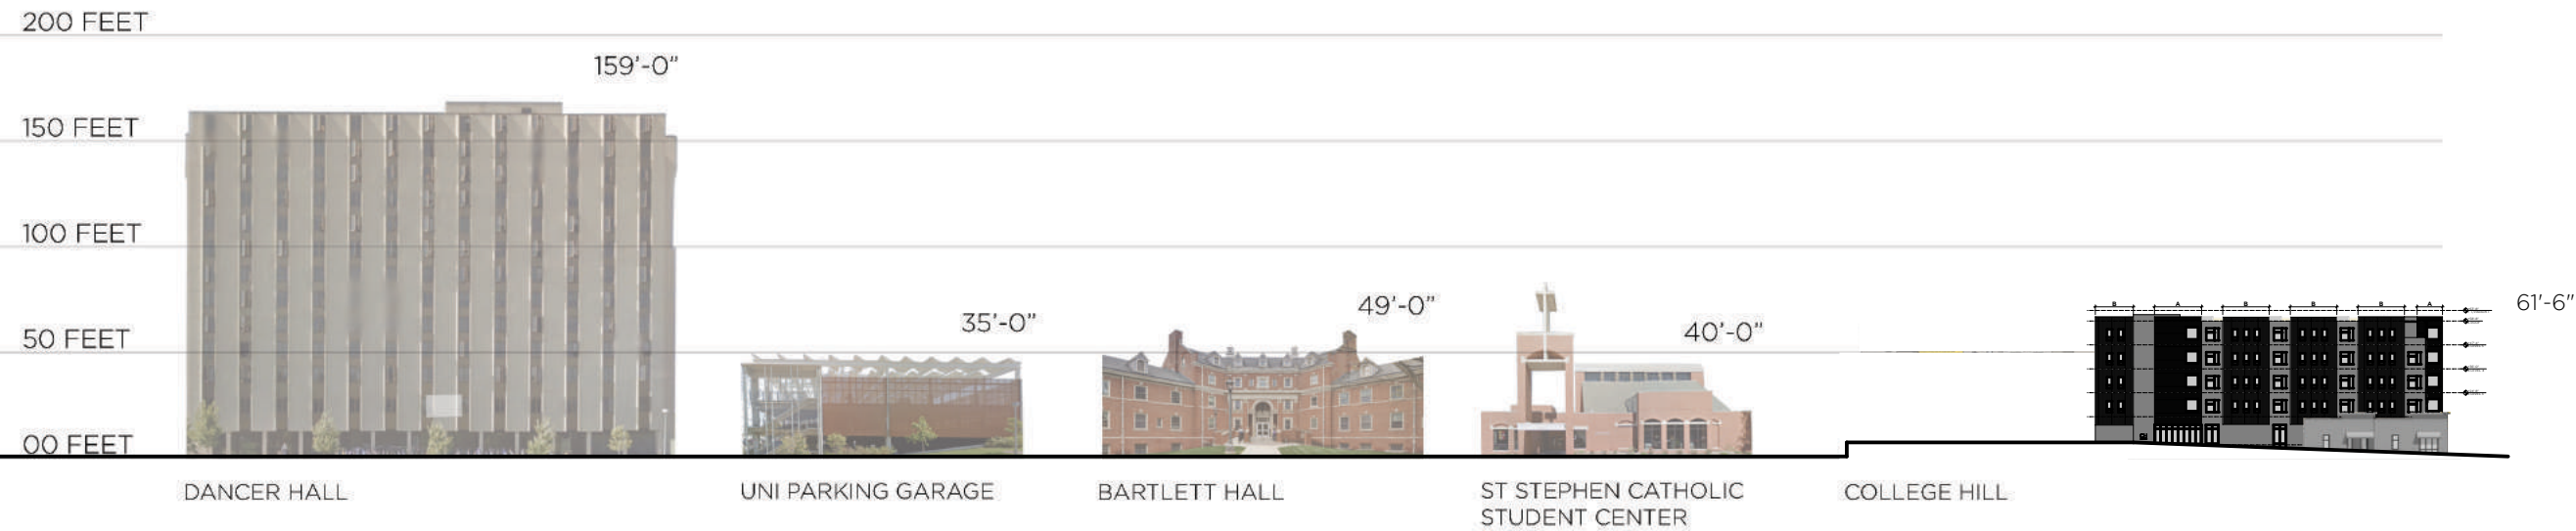 200 FEET
159'-0”
150 FEET
100 FEET
50 FEET
00 FEET
35'-0”
49'-0”
40'-0”
61'-6”
B A B B B A
DANCER HALL
UNI PARKING GARAGE
BARTLETT HALL
ST STEPHEN CATHOLIC
STUDENT CENTER
COLLEGE HILL